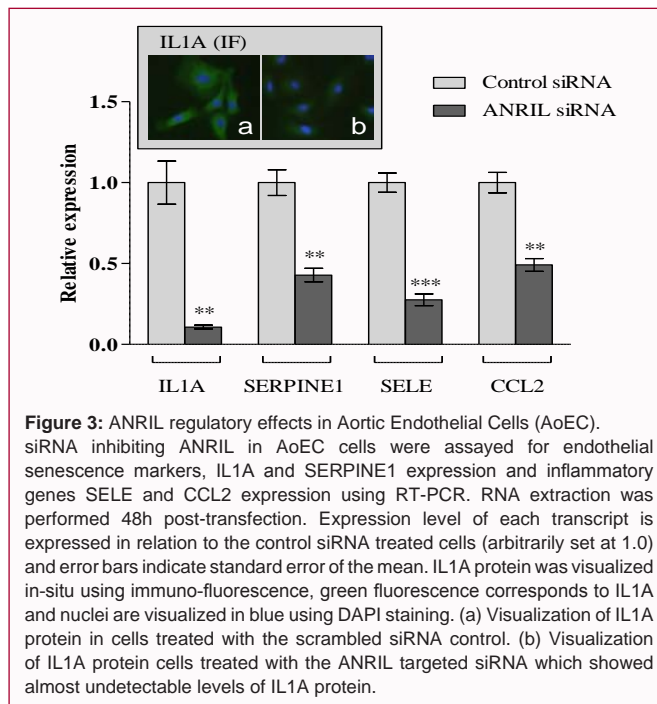 IL1A (IF)
a
b
Control siRNA
ANRIL siRNA
Relative expression
1.5
1.0
0.5
0.0
**
**
***
**
IL1A
SERPINE1
SELE
CCL2
Figure 3: ANRIL regulatory effects in Aortic Endothelial Cells (AoEC).
siRNA inhibiting ANRIL in AoEC cells were assayed for endothelial
senescence markers, IL1A and SERPINE1 expression and inflammatory
genes SELE and CCL2 expression using RT-PCR. RNA extraction was
performed 48h post-transfection. Expression level of each transcript is
expressed in relation to the control siRNA treated cells (arbitrarily set at 1.0)
and error bars indicate standard error of the mean. IL1A protein was visualized
in-situ using immuno-fluorescence, green fluorescence corresponds to IL1A
and nuclei are visualized in blue using DAPI staining. (a) Visualization of IL1A
protein in cells treated with the scrambled siRNA control. (b) Visualization
of IL1A protein cells treated with the ANRIL targeted siRNA which showed
almost undetectable levels of IL1A protein.